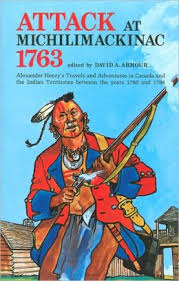 ATTACK AT
MICHILIMACKINAC
1763
edited by DAVID A. ARMOUR
Alexander Henry's Travels and Adventures in Canada
and the Indian Territories between the years 1760 and 1764